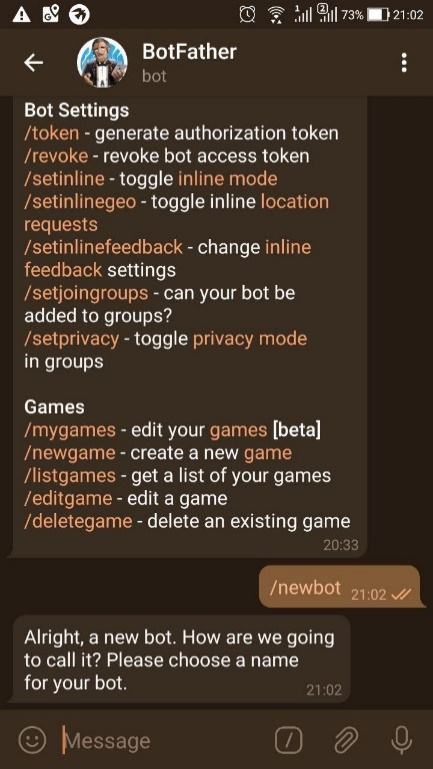 73% 21:02
BotFather
bot
Bot Settings
/token - generate authorization token
/revoke - revoke bot access token
/setinline - toggle inline mode
/setinlinegeo - toggle inline location
requests
/setinlinefeedback - change inline
feedback settings
/setjoingroups - can your bot be
added to groups?
/setprivacy - toggle privacy mode
in groups
Games
/mygames - edit your games [beta]
/newgame - create a new game
/listgames - get a list of your games
/editgame - edit a game
/deletegame - delete an existing game
20:33
/newbot 21:02
Alright, a new bot. How are we going
to call it? Please choose a name
for your bot.
21:02
Message